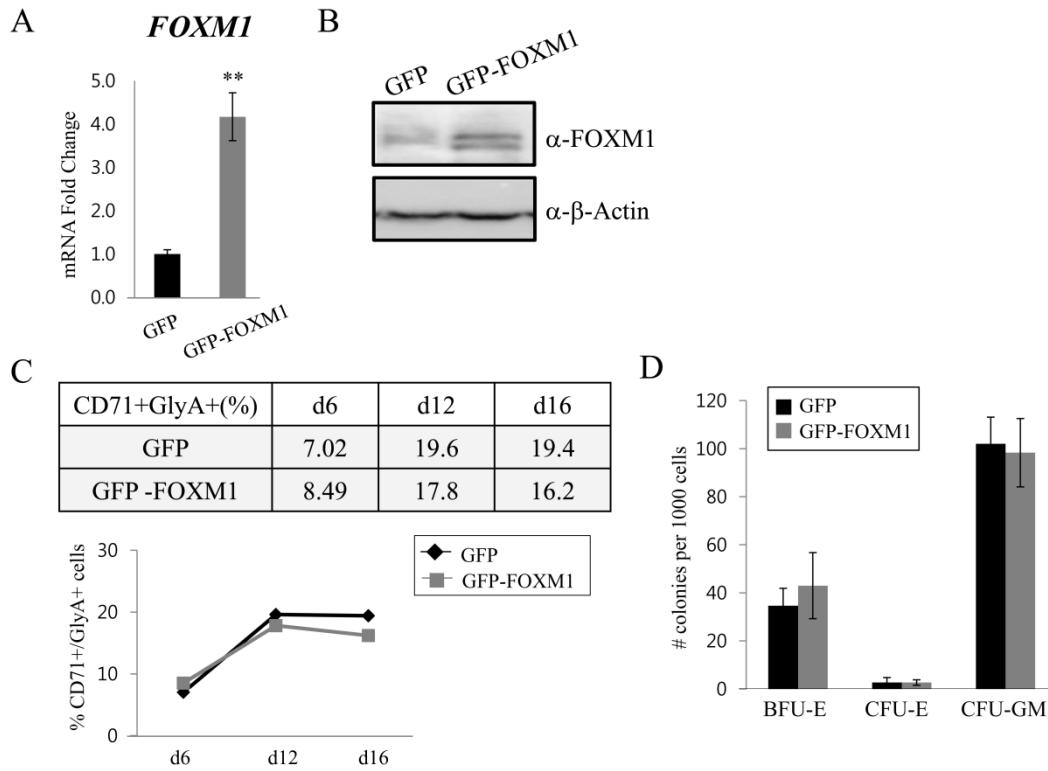 A
FOXM1
**
mRNA Fold Change
5.0
4.0
3.0
2.0
1.0
0.0
GFP
GFP-FOXM1
B
GFP
GFP-FOXM1
α-FOXM1
α-β-Actin
C
CD71+GlyA+(%) d6 d12 d16
GFP 7.02 19.6 19.4
GFP -FOXM1 8.49 17.8 16.2
% CD71+/GlyA+ cells
30
20
10
0
d6 d12 d16
GFP
GFP-FOXM1
D
# colonies per 1000 cells
120
100
80
60
40
20
0
GFP
GFP-FOXM1
BFU-E CFU-E CFU-GM